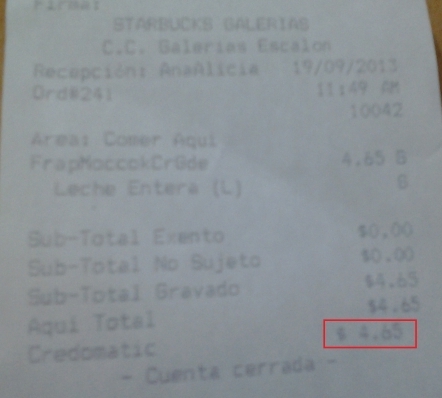 Firma:
STARBUCKS GALERIAS
C.C. Galerias Escalon
Recepción: AnaAlicia 19/09/2013
Ord#241 11:49 AM
10042
Area: Comer Aqui
FrapMoccokCrGde 4.65 G
Leche Entera (L) G
Sub-Total Exento $0.00
Sub-Total No Sujeto $0.00
Sub-Total Gravado $4.65
Aqui Total $4.65
Credomatic $ 4.65
- Cuenta cerrada -